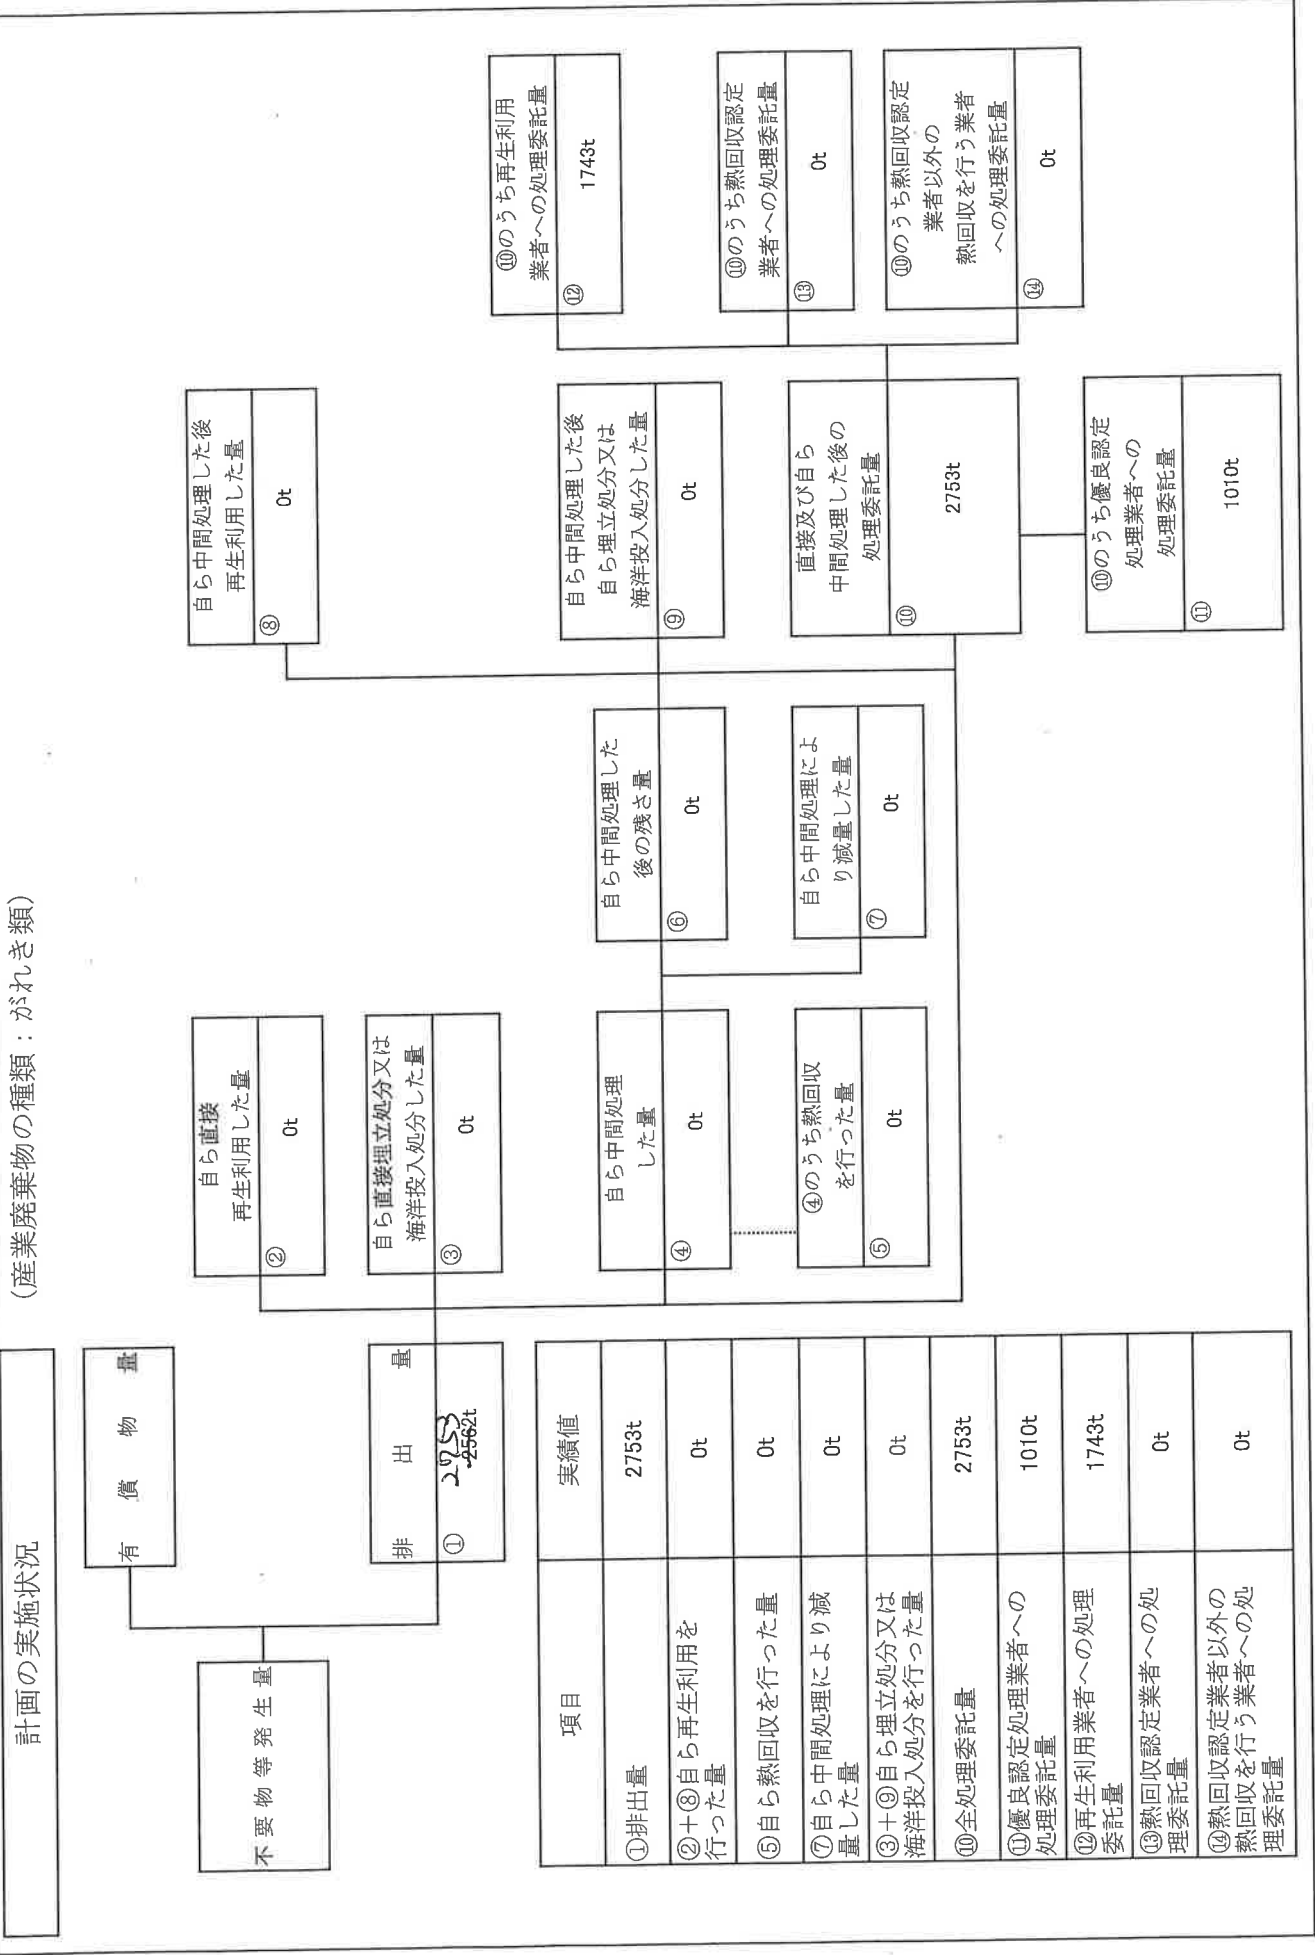 計画の実施状況
(産業廃棄物の種類：がれき類)
不要物等発生量
有償物量
排出量
①
2753
2562t
自ら直接
再生利用した量
②
0t
自ら直接埋立処分又は
海洋投入処分した量
③
0t
自ら中間処理
した量
④
0t
④のうち熱回収
を行った量
⑤
0t
自ら中間処理した
後の残さ量
⑥
0t
自ら中間処理によ
り減量した量
⑦
0t
自ら中間処理した後
再生利用した量
⑧
0t
自ら中間処理した後
自ら埋立処分又は
海洋投入処分した量
⑨
0t
直接及び自ら
中間処理した後の
処理委託量
⑩
2753t
⑩のうち優良認定
処理業者への
処理委託量
⑪
1010t
⑩のうち再生利用
業者への処理委託量
⑫
1743t
⑩のうち熱回収認定
業者への処理委託量
⑬
0t
⑩のうち熱回収認定
業者以外の
熱回収を行う業者
への処理委託量
⑭
0t
項目 実績値
①排出量 2753t
②＋⑧自ら再生利用を
行った量 0t
⑤自ら熱回収を行った量 0t
⑦自ら中間処理により減
量した量 0t
③＋⑨自ら埋立処分又は
海洋投入処分を行った量 0t
⑩全処理委託量 2753t
⑪優良認定処理業者への
処理委託量 1010t
⑫再生利用業者への処理
委託量 1743t
⑬熱回収認定業者への処
理委託量 0t
⑭熱回収認定業者以外の
熱回収を行う業者への処
理委託量 0t